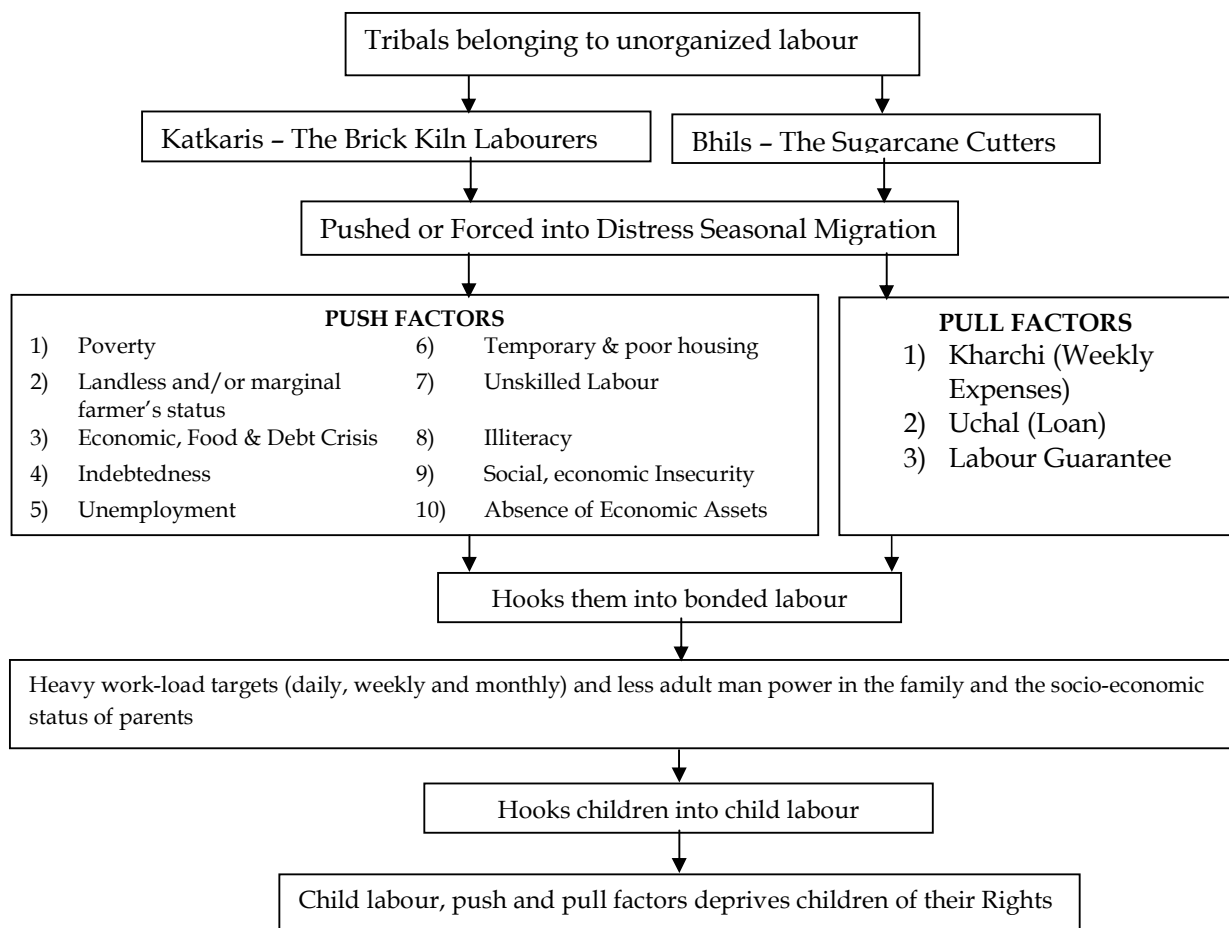 Tribals belonging to unorganized labour
Katkaris – The Brick Kiln Labourers
Bhils – The Sugarcane Cutters
Pushed or Forced into Distress Seasonal Migration
PUSH FACTORS
1) Poverty
2) Landless and/or marginal
farmer's status
3) Economic, Food & Debt Crisis
4) Indebtedness
5) Unemployment
6) Temporary & poor housing
7) Unskilled Labour
8) Illiteracy
9) Social, economic Insecurity
10) Absence of Economic Assets
PULL FACTORS
1) Kharchi (Weekly
Expenses)
2) Uchal (Loan)
3) Labour Guarantee
Hooks them into bonded labour
Heavy work-load targets (daily, weekly and monthly) and less adult man power in the family and the socio-economic
status of parents
Hooks children into child labour
Child labour, push and pull factors deprives children of their Rights